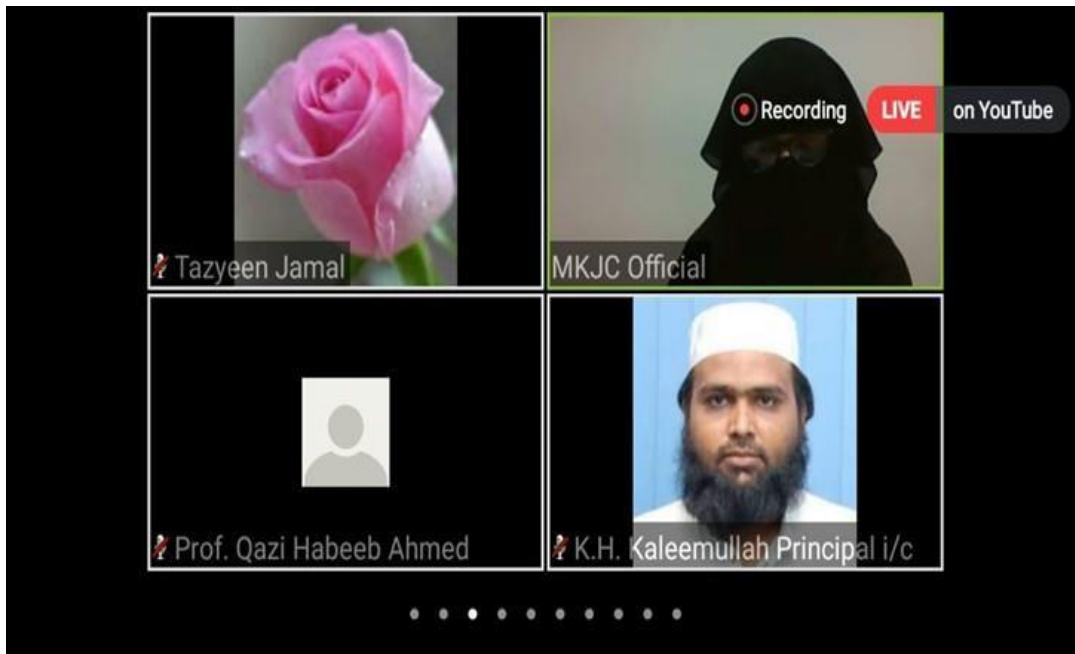 Recording LIVE on YouTube
Tazyeen Jamal
MKJC Official
Prof. Qazi Habeeb Ahmed
K.H. Kaleemullah Principal i/c